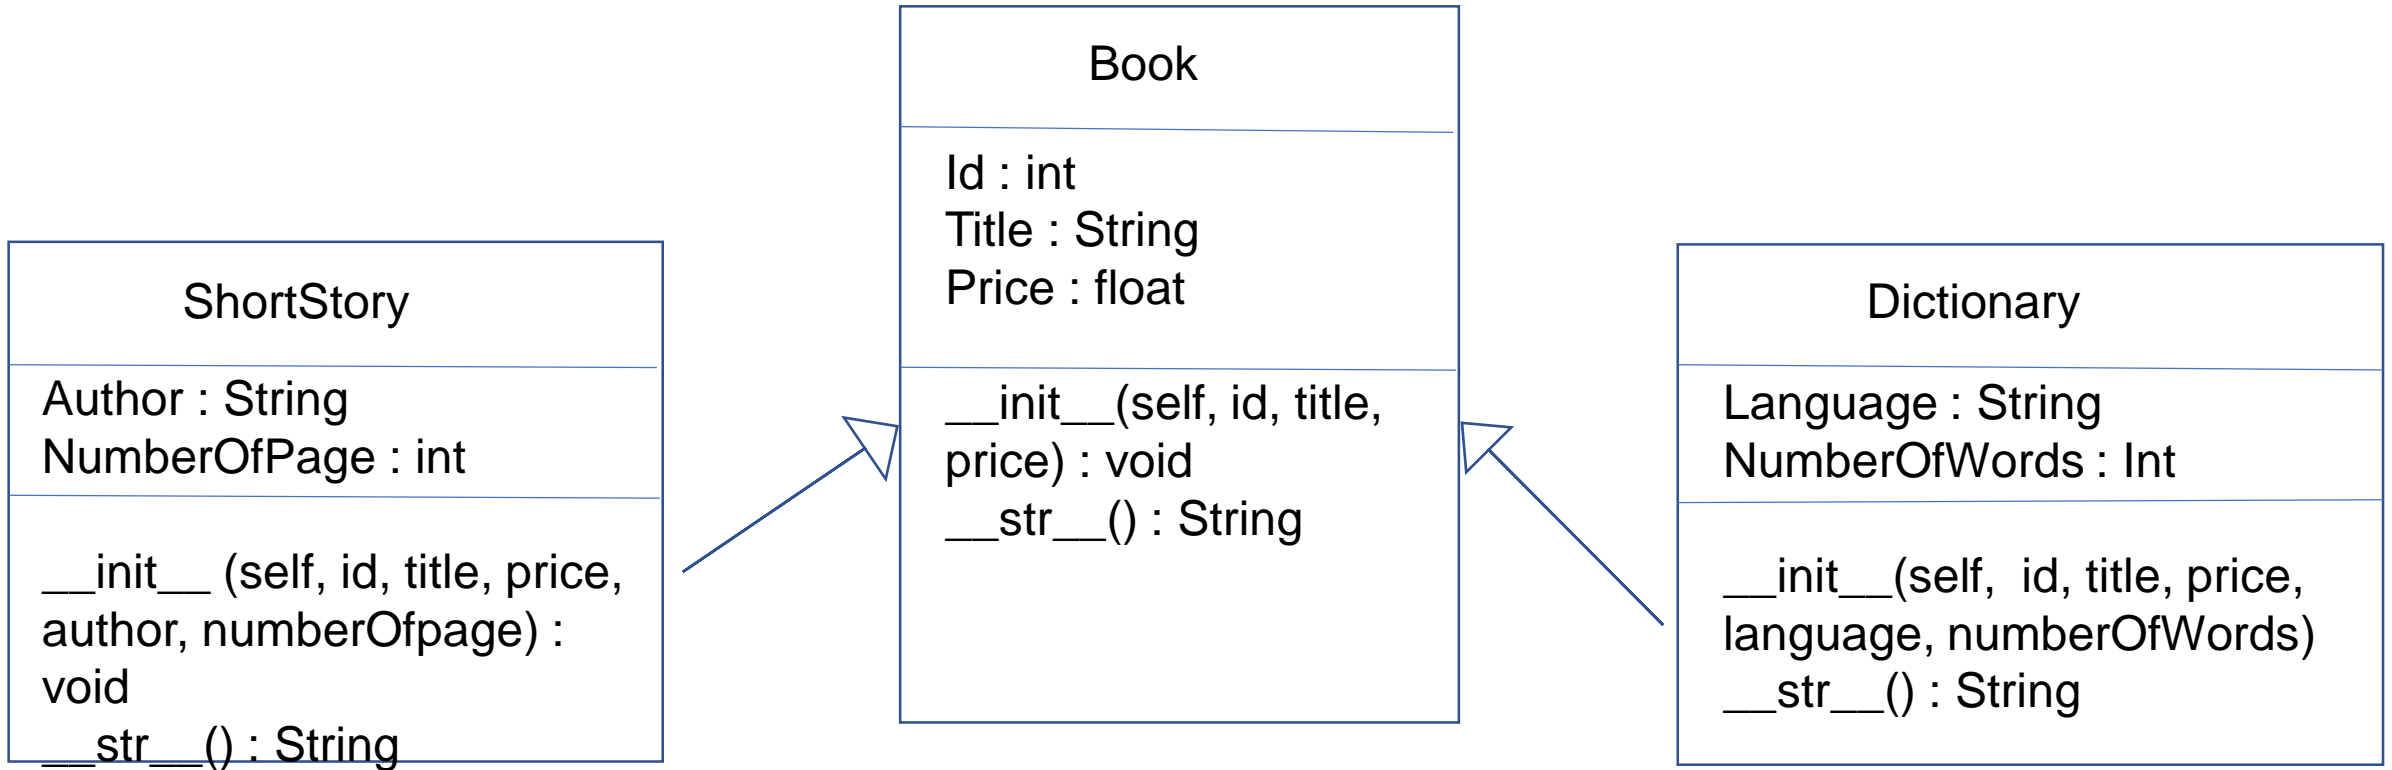 Book
Id : int
Title : String
Price : float
__init__(self, id, title,
price) : void
__str__() : String
ShortStory
Author : String
NumberOfPage : int
__init__ (self, id, title, price,
author, numberOfpage) :
void
__str__() : String
Dictionary
Language : String
NumberOfWords : Int
__init__(self,  id, title, price,
language, numberOfWords)
__str__() : String